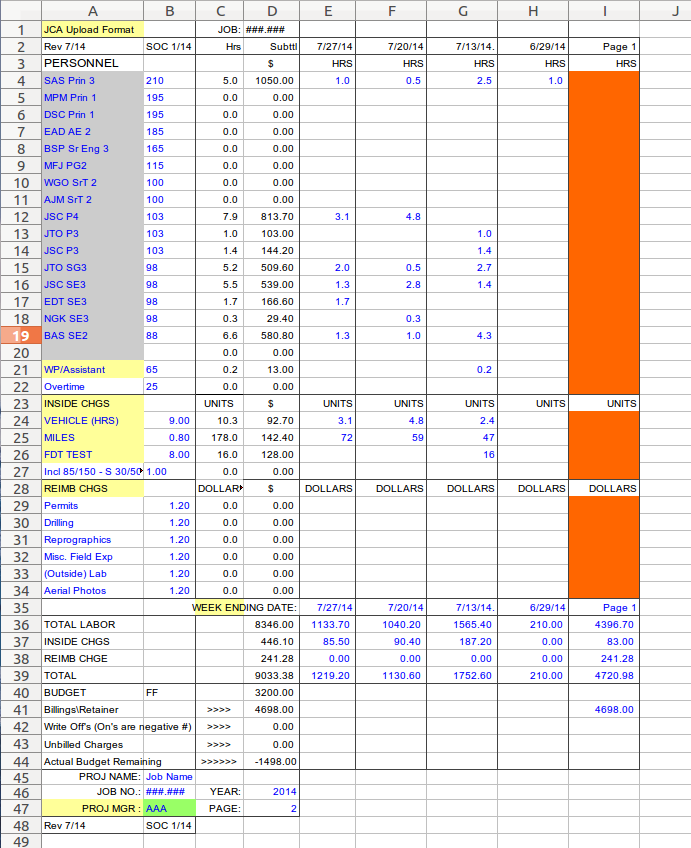 A B C D E F G H I J
1 JCA Upload Format JOB: ###.###
2 Rev 7/14 SOC 1/14 Hrs Subttl 7/27/14 7/20/14 7/13/14. 6/29/14 Page 1
3 PERSONNEL $ HRS HRS HRS HRS HRS
4 SAS Prin 3 210 5.0 1050.00 1.0 0.5 2.5 1.0
5 MPM Prin 1 195 0.0 0.00
6 DSC Prin 1 195 0.0 0.00
7 EAD AE 2 185 0.0 0.00
8 BSP Sr Eng 3 165 0.0 0.00
9 MFJ PG2 115 0.0 0.00
10 WGO SrT 2 100 0.0 0.00
11 AJM SrT 2 100 0.0 0.00
12 JSC P4 103 7.9 813.70 3.1 4.8
13 JTO P3 103 1.0 103.00 1.0
14 JSC P3 103 1.4 144.20 1.4
15 JTO SG3 98 5.2 509.60 2.0 0.5 2.7
16 JSC SE3 98 5.5 539.00 1.3 2.8 1.4
17 EDT SE3 98 1.7 166.60 1.7
18 NGK SE3 98 0.3 29.40 0.3
19 BAS SE2 88 6.6 580.80 1.3 1.0 4.3
20 0.0 0.00
21 WP/Assistant 65 0.2 13.00 0.2
22 Overtime 25 0.0 0.00
23 INSIDE CHGS UNITS $ UNITS UNITS UNITS UNITS UNITS
24 VEHICLE (HRS) 9.00 10.3 92.70 3.1 4.8 2.4
25 MILES 0.80 178.0 142.40 72 59 47
26 FDT TEST 8.00 16.0 128.00 16
27 Incl 85/150 - S 30/50 1.00 0.0 0.00
28 REIMB CHGS DOLLAR $ DOLLARS DOLLARS DOLLARS DOLLARS DOLLARS
29 Permits 1.20 0.0 0.00
30 Drilling 1.20 0.0 0.00
31 Reprographics 1.20 0.0 0.00
32 Misc. Field Exp 1.20 0.0 0.00
33 (Outside) Lab 1.20 0.0 0.00
34 Aerial Photos 1.20 0.0 0.00
35 WEEK ENDING DATE: 7/27/14 7/20/14 7/13/14. 6/29/14 Page 1
36 TOTAL LABOR 8346.00 1133.70 1040.20 1565.40 210.00 4396.70
37 INSIDE CHGS 446.10 85.50 90.40 187.20 0.00 83.00
38 REIMB CHGE 241.28 0.00 0.00 0.00 0.00 241.28
39 TOTAL 9033.38 1219.20 1130.60 1752.60 210.00 4720.98
40 BUDGET FF 3200.00
41 Billings\Retainer >>>> 4698.00 4698.00
42 Write Off's (On's are negative #) >>>> 0.00
43 Unbilled Charges >>>> 0.00
44 Actual Budget Remaining >>>>>> -1498.00
45 PROJ NAME: Job Name
46 JOB NO.: ###.### YEAR: 2014
47 PROJ MGR : AAA PAGE: 2
48 Rev 7/14 SOC 1/14
49